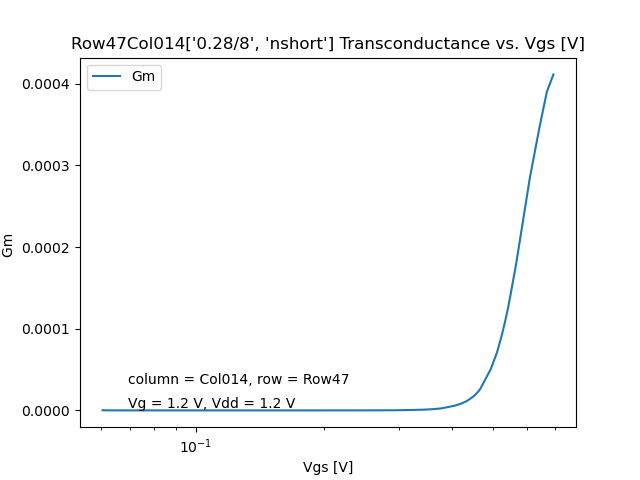 Row47Col014['0.28/8', 'nshort'] Transconductance vs. Vgs [V]
Gm
0.0004
0.0003
0.0002
0.0001
0.0000
Gm
column = Col014, row = Row47
Vg = 1.2 V, Vdd = 1.2 V
10⁻¹
Vgs [V]